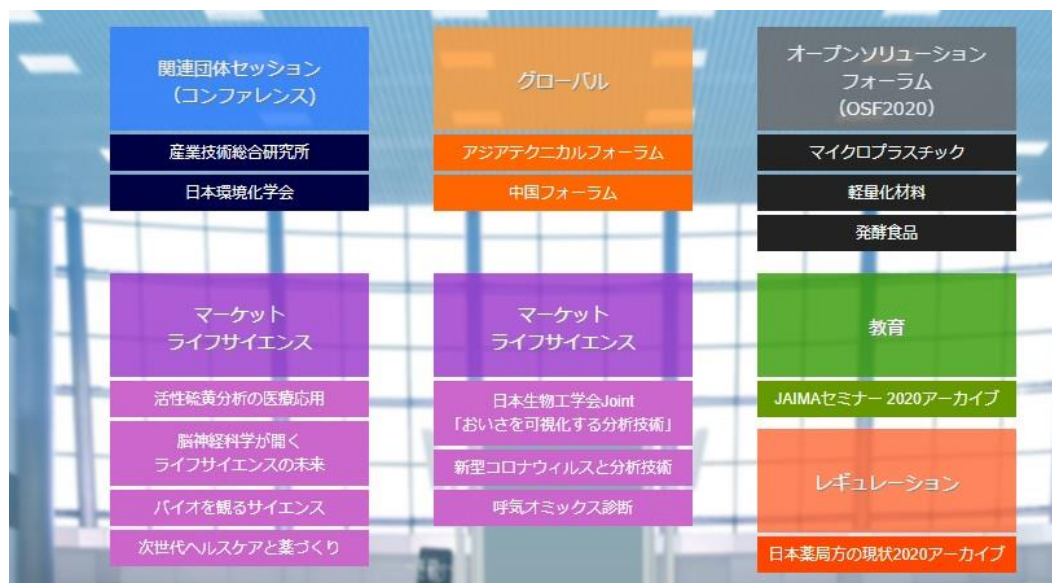 関連団体セッション
（コンファレンス)
産業技術総合研究所
日本環境化学会
グローバル
アジアテクニカルフォーラム
中国フォーラム
オープンソリューション
フォーラム
（OSF2020）
マイクロプラスチック
軽量化材料
発酵食品
マーケット
ライフサイエンス
活性硫黄分析の医療応用
脳神経科学が開く
ライフサイエンスの未来
バイオを観るサイエンス
次世代ヘルスケアと薬づくり
マーケット
ライフサイエンス
日本生物工学会Joint
「おいさを可視化する分析技術」
新型コロナウィルスと分析技術
呼気オミックス診断
教育
JAIMAセミナー 2020アーカイブ
レギュレーション
日本薬局方の現状2020アーカイブ